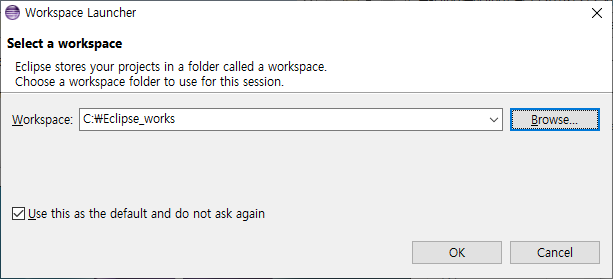 Workspace Launcher
Select a workspace
Eclipse stores your projects in a folder called a workspace.
Choose a workspace folder to use for this session.
Workspace: C:₩Eclipse_works Browse...
Use this as the default and do not ask again
OK Cancel